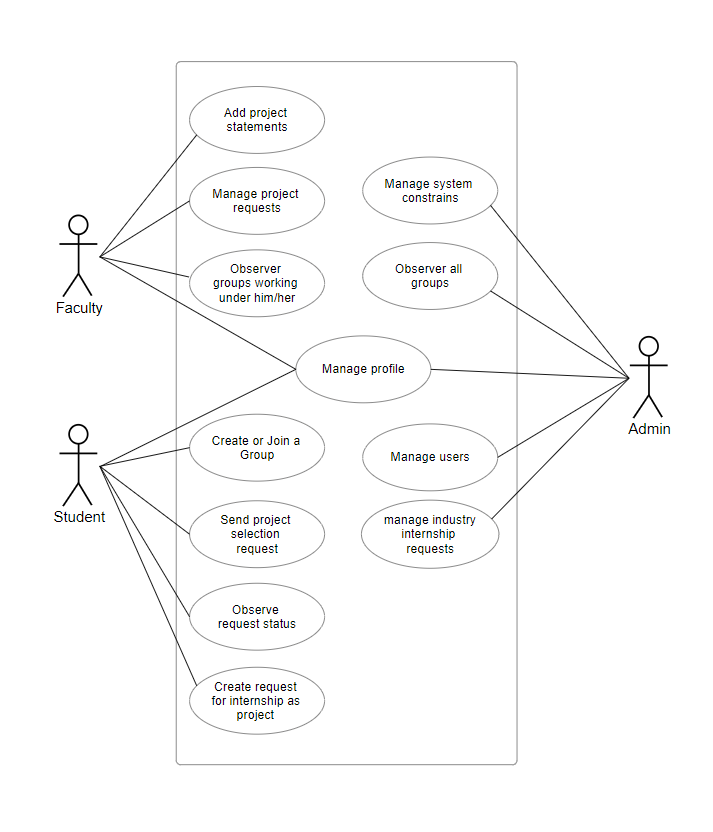 Add project
statements
Manage project
requests
Observer
groups working
under him/her
Manage system
constrains
Observer all
groups
Faculty
Manage profile
Admin
Student
Create or Join a
Group
Send project
selection
request
Observe
request status
Create request
for internship as
project
Manage users
manage industry
internship
requests